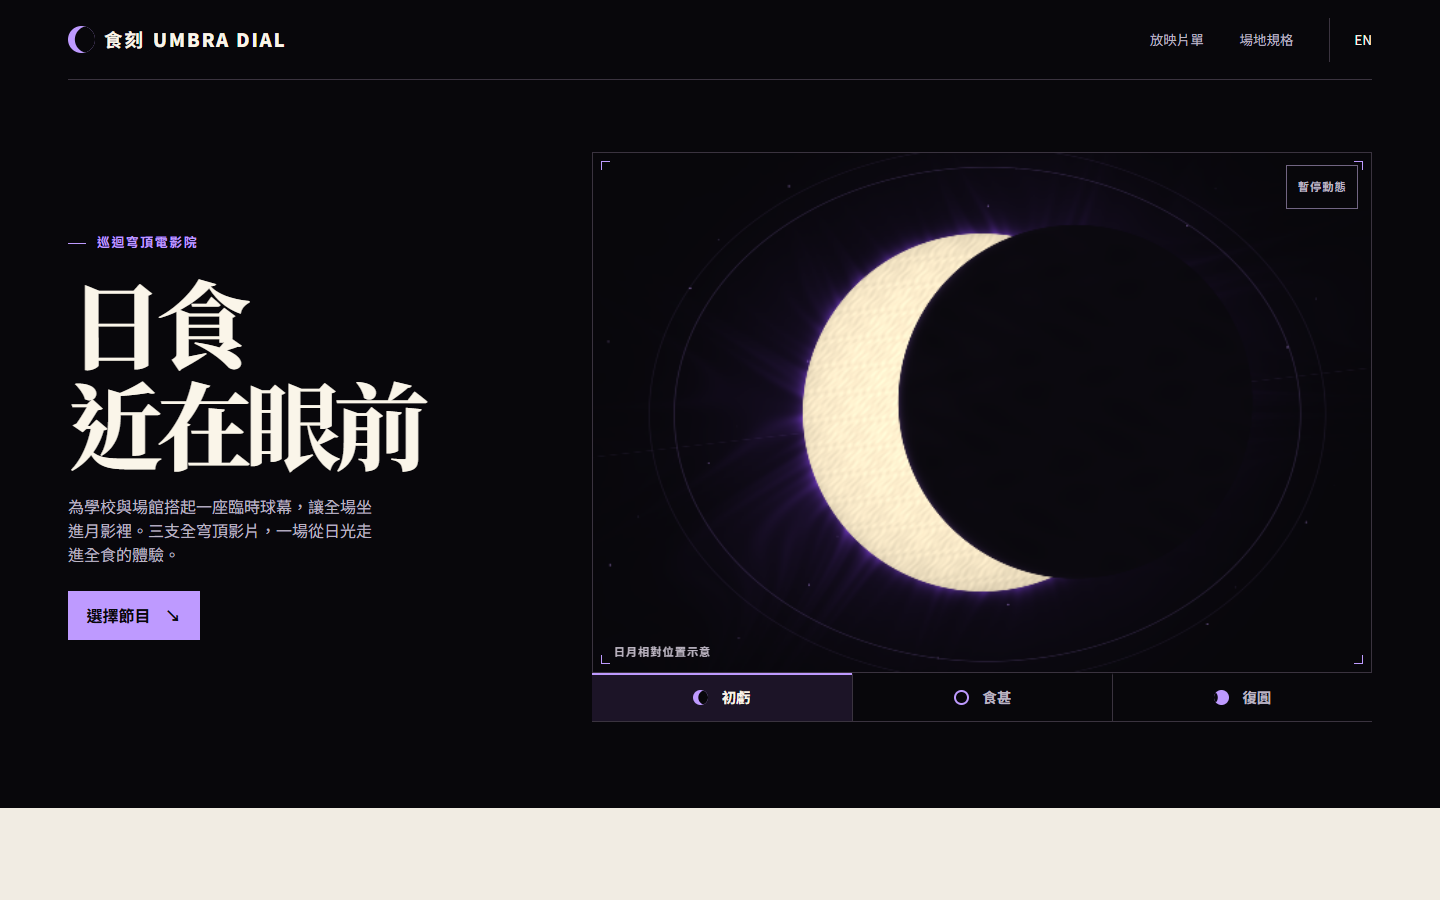 食刻 UMBRA DIAL
放映片單
場地規格
EN
巡迴穹頂電影院
日食
近在眼前
為學校與場館搭起一座臨時球幕，讓全場坐
進月影裡。三支全穹頂影片，一場從日光走
進全食的體驗。
選擇節目 ↘
暫停動態
日月相對位置示意
初虧
食甚
復圓